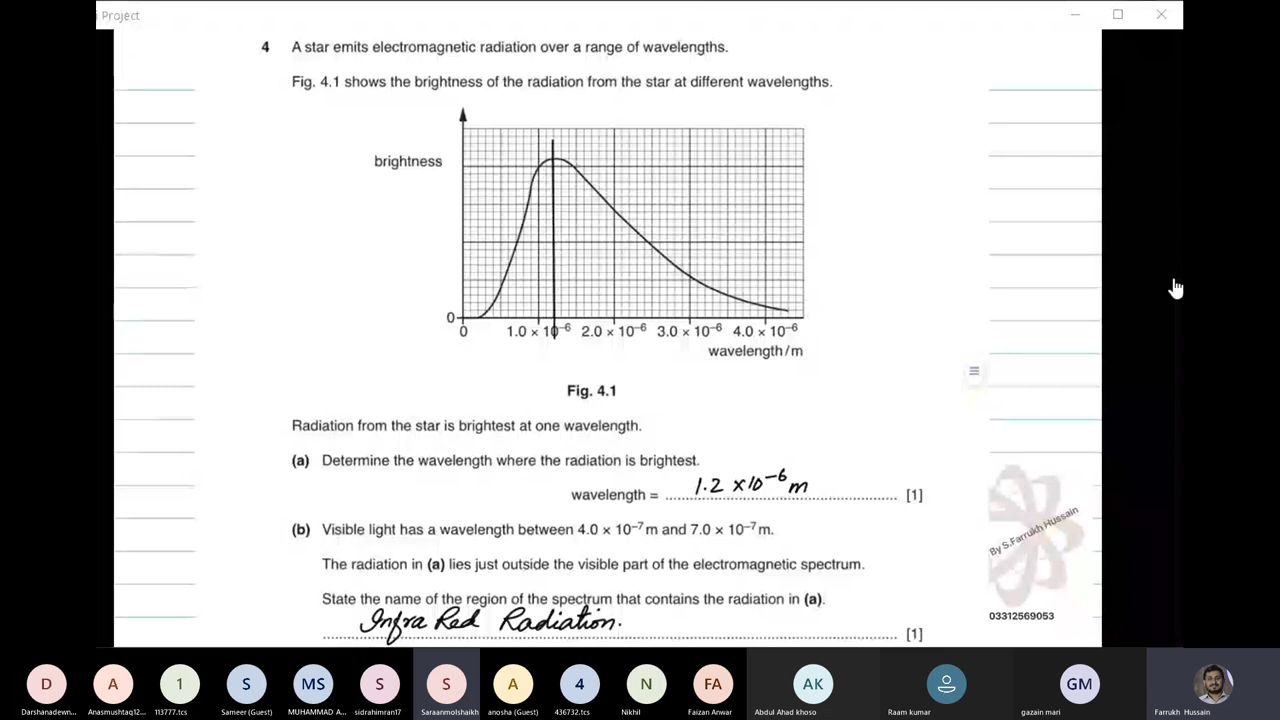 Project
4 A star emits electromagnetic radiation over a range of wavelengths.
Fig. 4.1 shows the brightness of the radiation from the star at different wavelengths.
brightness
0
0 1.0 × 10⁻⁶ 2.0 × 10⁻⁶ 3.0 × 10⁻⁶ 4.0 × 10⁻⁶
wavelength/m
Fig. 4.1
Radiation from the star is brightest at one wavelength.
(a) Determine the wavelength where the radiation is brightest.
wavelength = 1.2 ×10⁻⁶ m [1]
(b) Visible light has a wavelength between 4.0 × 10⁻⁷ m and 7.0 × 10⁻⁷ m.
The radiation in (a) lies just outside the visible part of the electromagnetic spectrum.
State the name of the region of the spectrum that contains the radiation in (a).
Infra Red Radiation. [1]
By S.Farrukh Hussain
03312569053
D A 1 S MS S S A 4 N FA AK GM
Darshanadewn... Anasmushtaq12... 113777.tcs Sameer (Guest) MUHAMMAD A... sidrahimran17 Saraanmolshaikh anosha (Guest) 436732.tcs Nikhil Faizan Anwar Abdul Ahad khoso Raam kumar gazain mari Farrukh Hussain